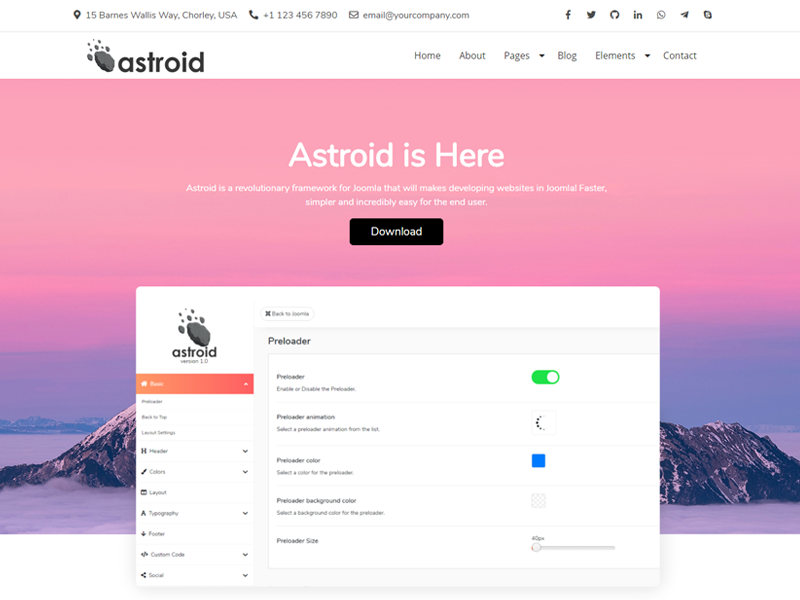 15 Barnes Wallis Way, Chorley, USA +1 123 456 7890 email@yourcompany.com
astroid Home About Pages Blog Elements Contact
Astroid is Here
Astroid is a revolutionary framework for Joomla that will makes developing websites in Joomlal Faster,
simpler and incredibly easy for the end user.
Download
astroid
version 1.0
Basic
Preloader
Back to Top
Layout Settings
Header
Colors
Layout
Typography
Footer
Custom Code
Social
Back to Joomla
Preloader
Preloader
Enable or Disable the Preloader.
Preloader animation
Select a preloader animation from the list.
Preloader color
Select a color for the preloader.
Preloader background color
Select a background color for the preloader.
Preloader Size
40px